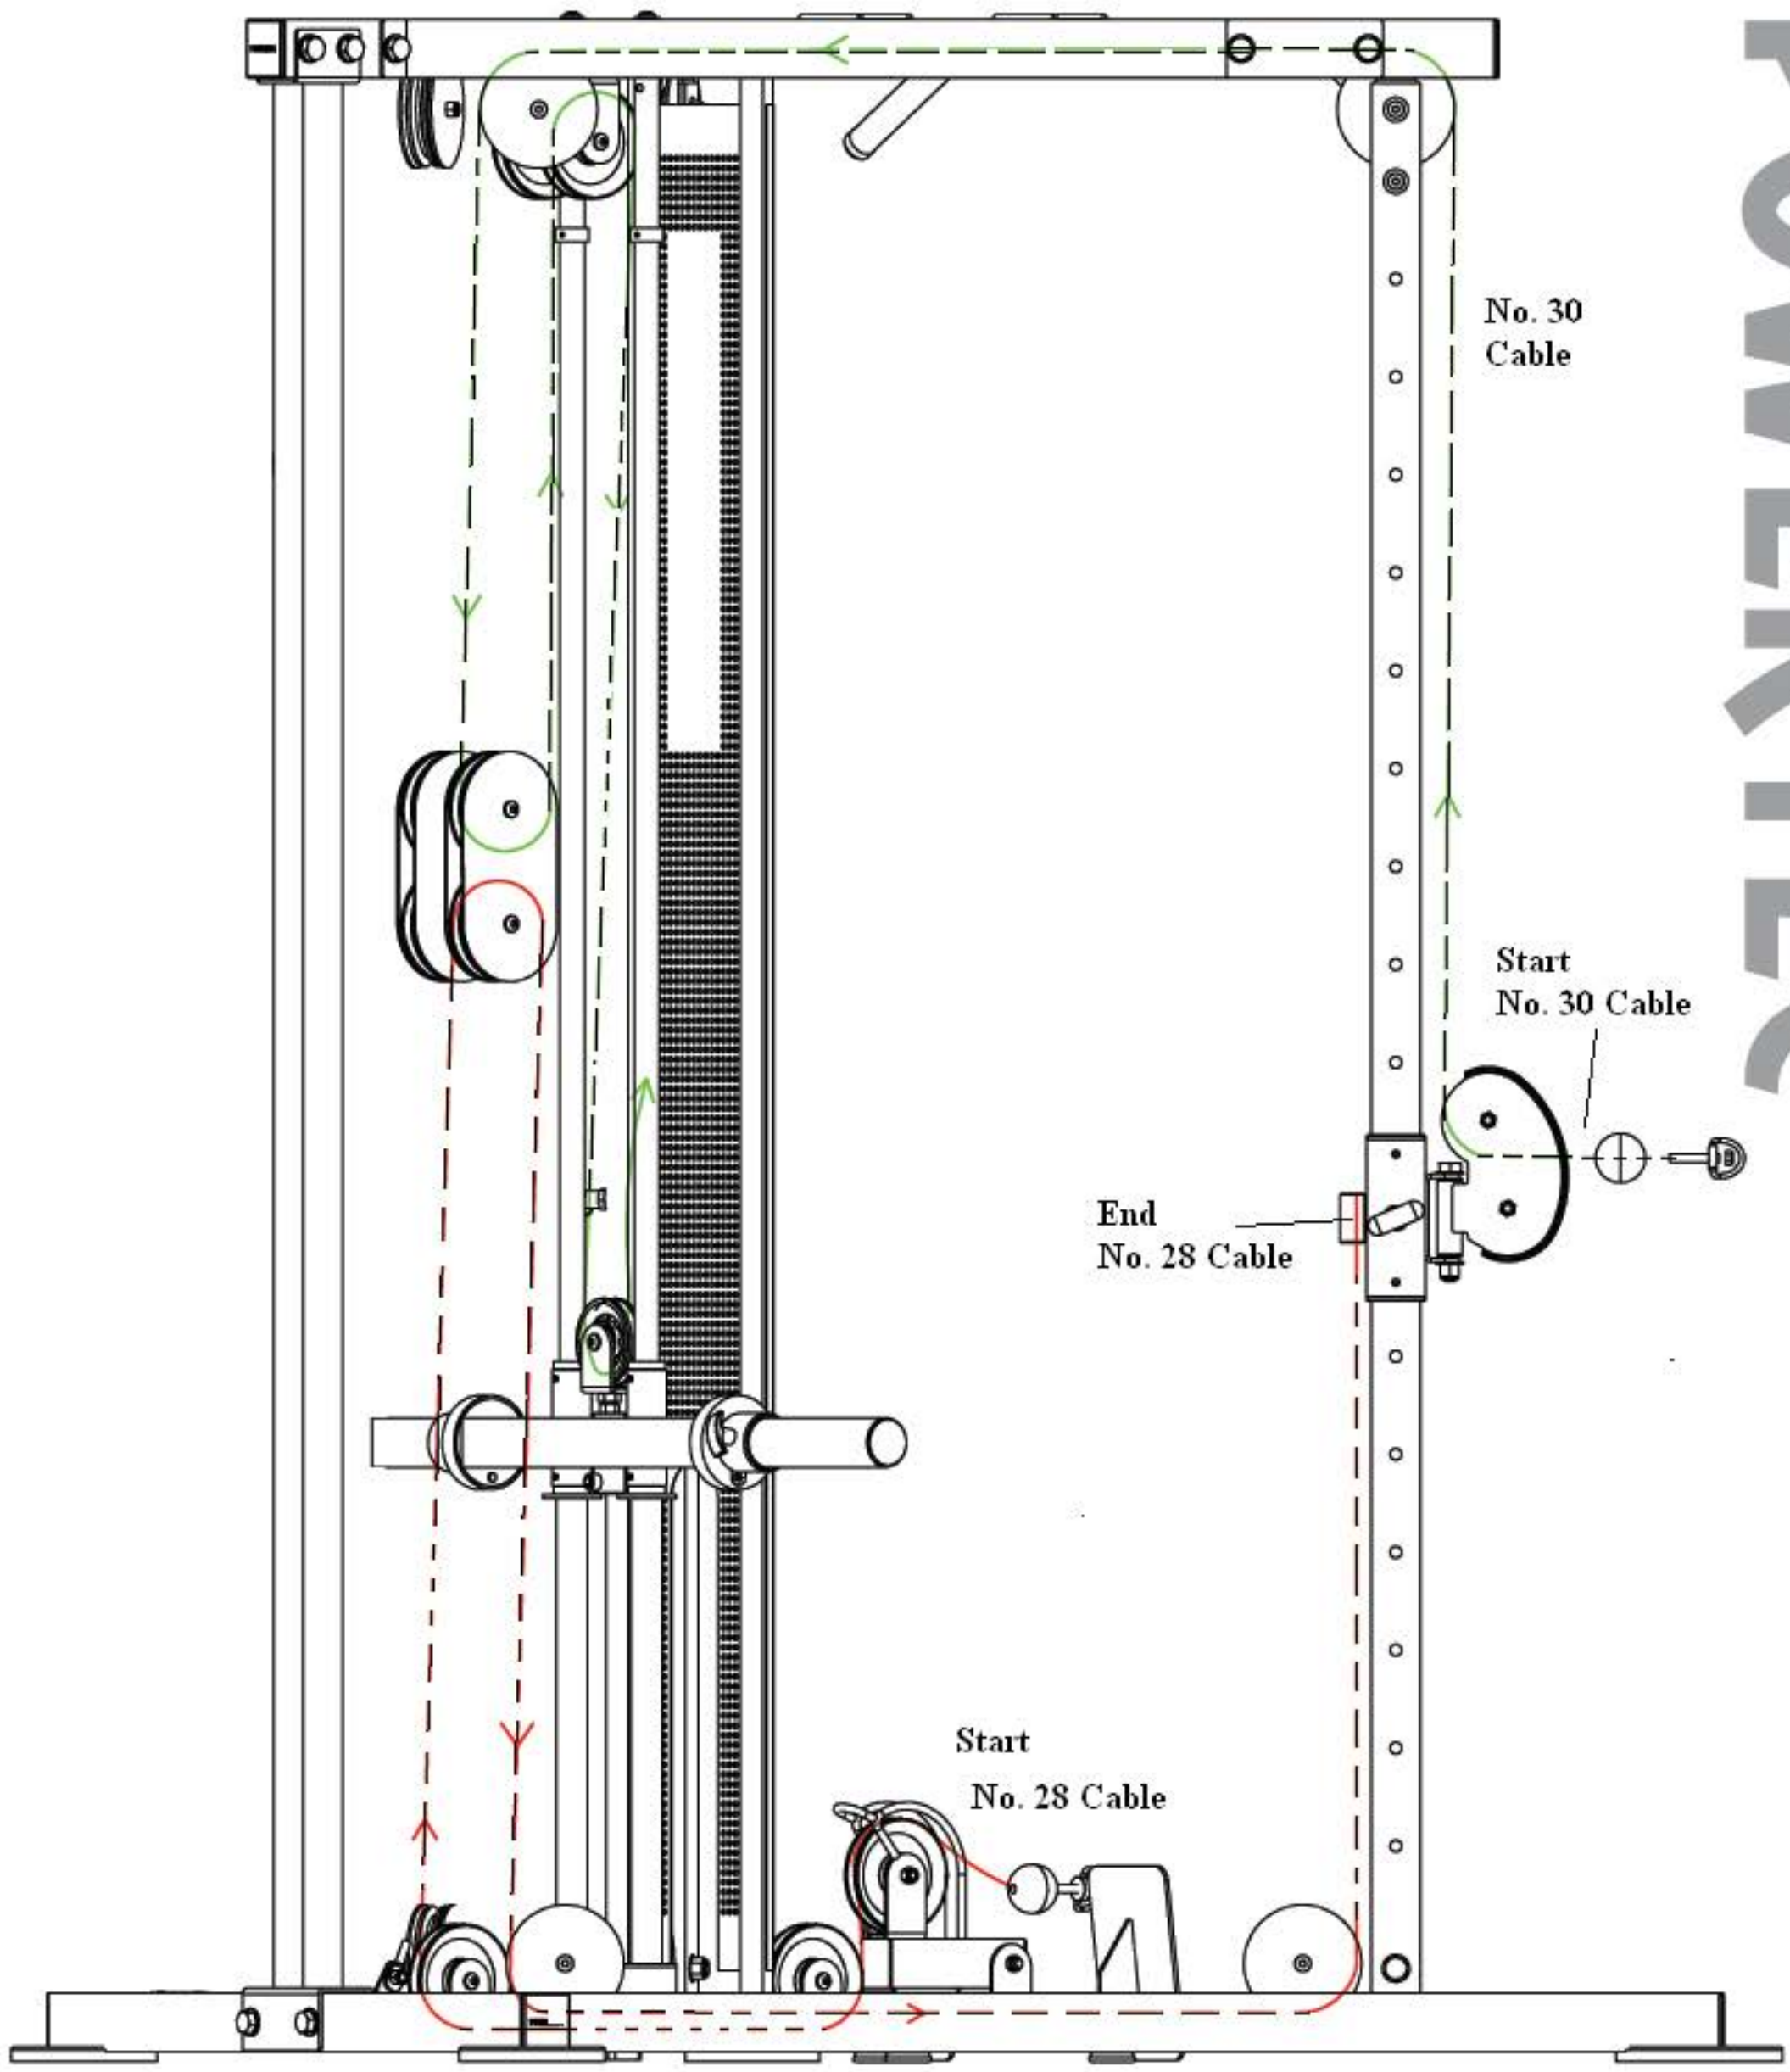 No. 30
Cable
Start
No. 30 Cable
End
No. 28 Cable
Start
No. 28 Cable